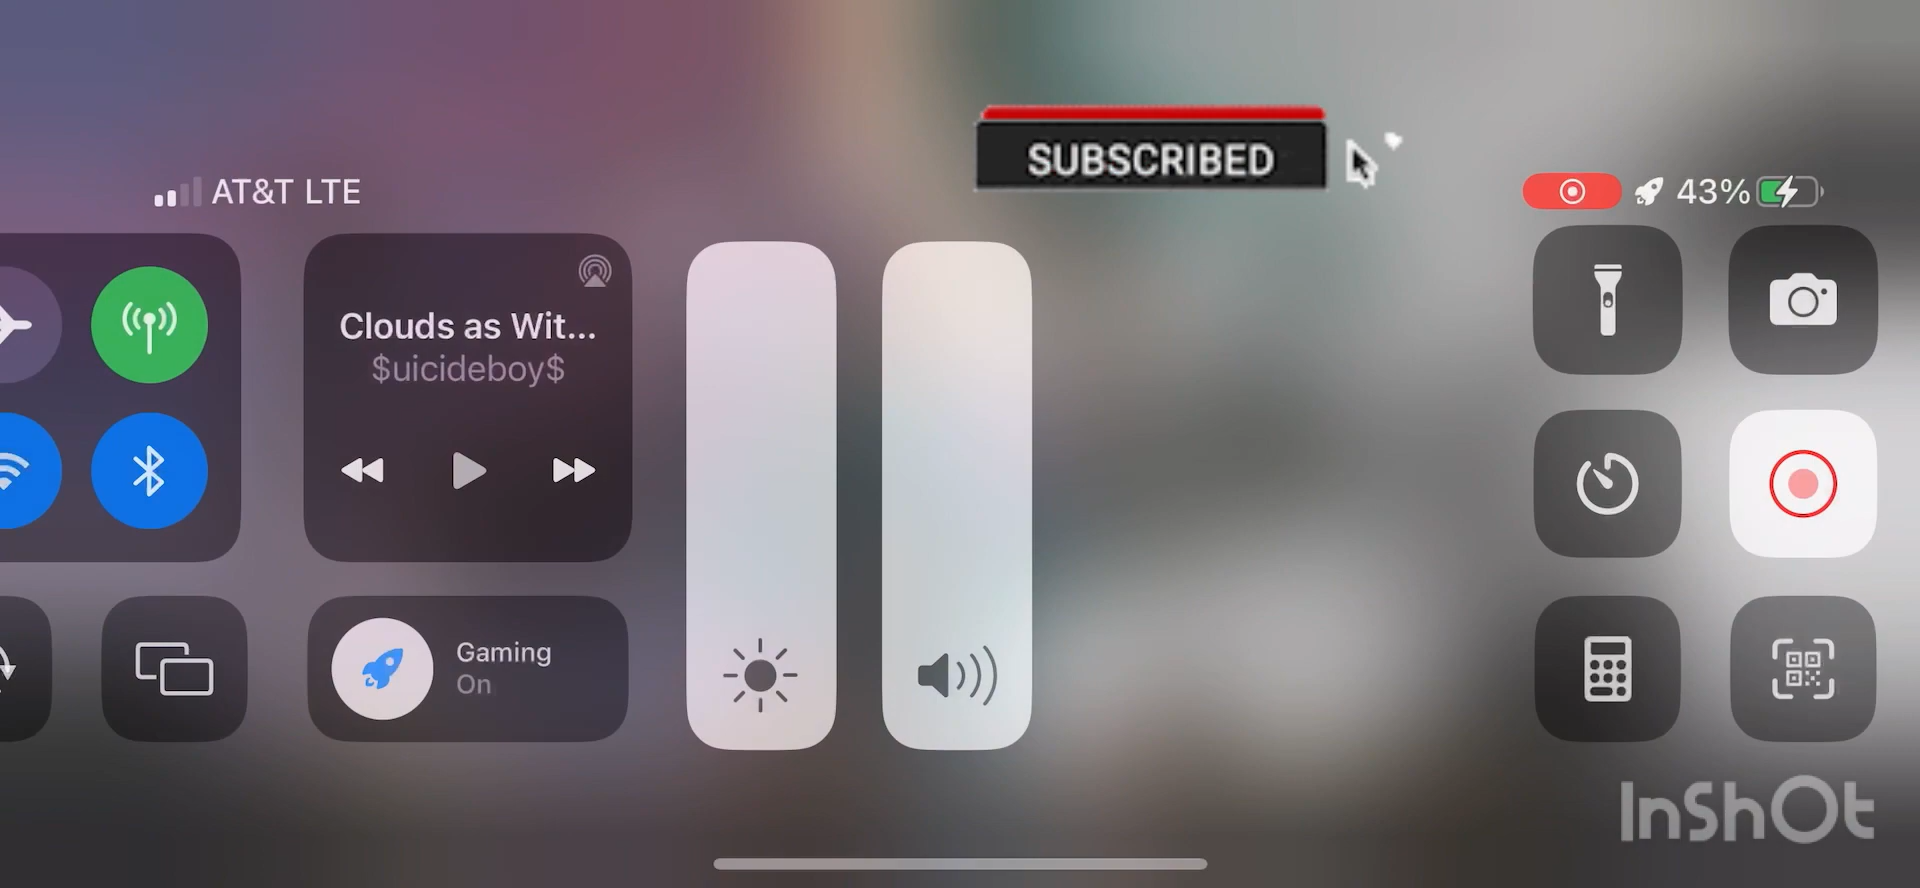 SUBSCRIBED
AT&T LTE
43%
Clouds as Wit...
$uicideboy$
Gaming
On
InShOt